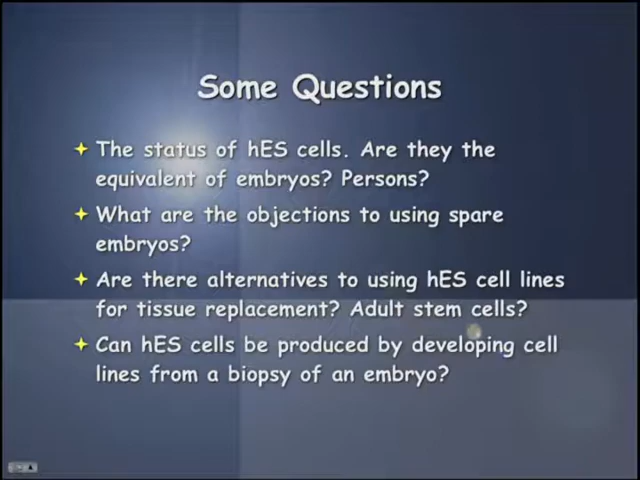 Some Questions
The status of hES cells. Are they the
equivalent of embryos? Persons?
What are the objections to using spare
embryos?
Are there alternatives to using hES cell lines
for tissue replacement? Adult stem cells?
Can hES cells be produced by developing cell
lines from a biopsy of an embryo?